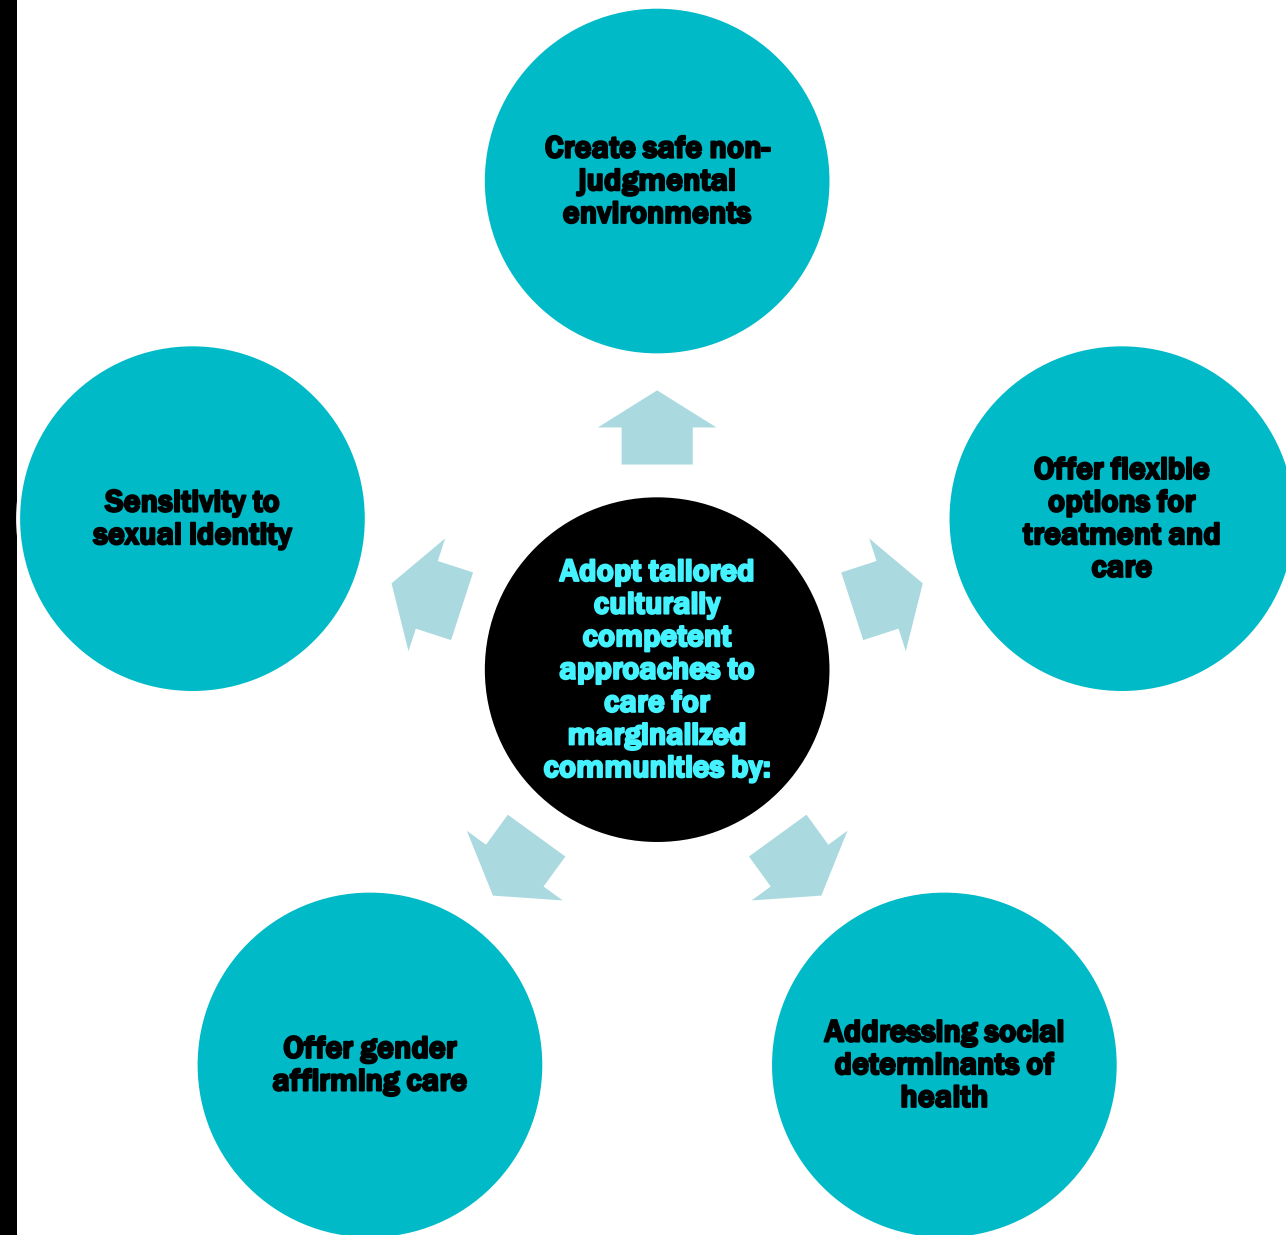 Create safe non-
judgmental
environments
Offer flexible
options for
treatment and
care
Sensitivity to
sexual identity
Adopt tailored
culturally
competent
approaches to
care for
marginalized
communities by:
Offer gender
affirming care
Addressing social
determinants of
health